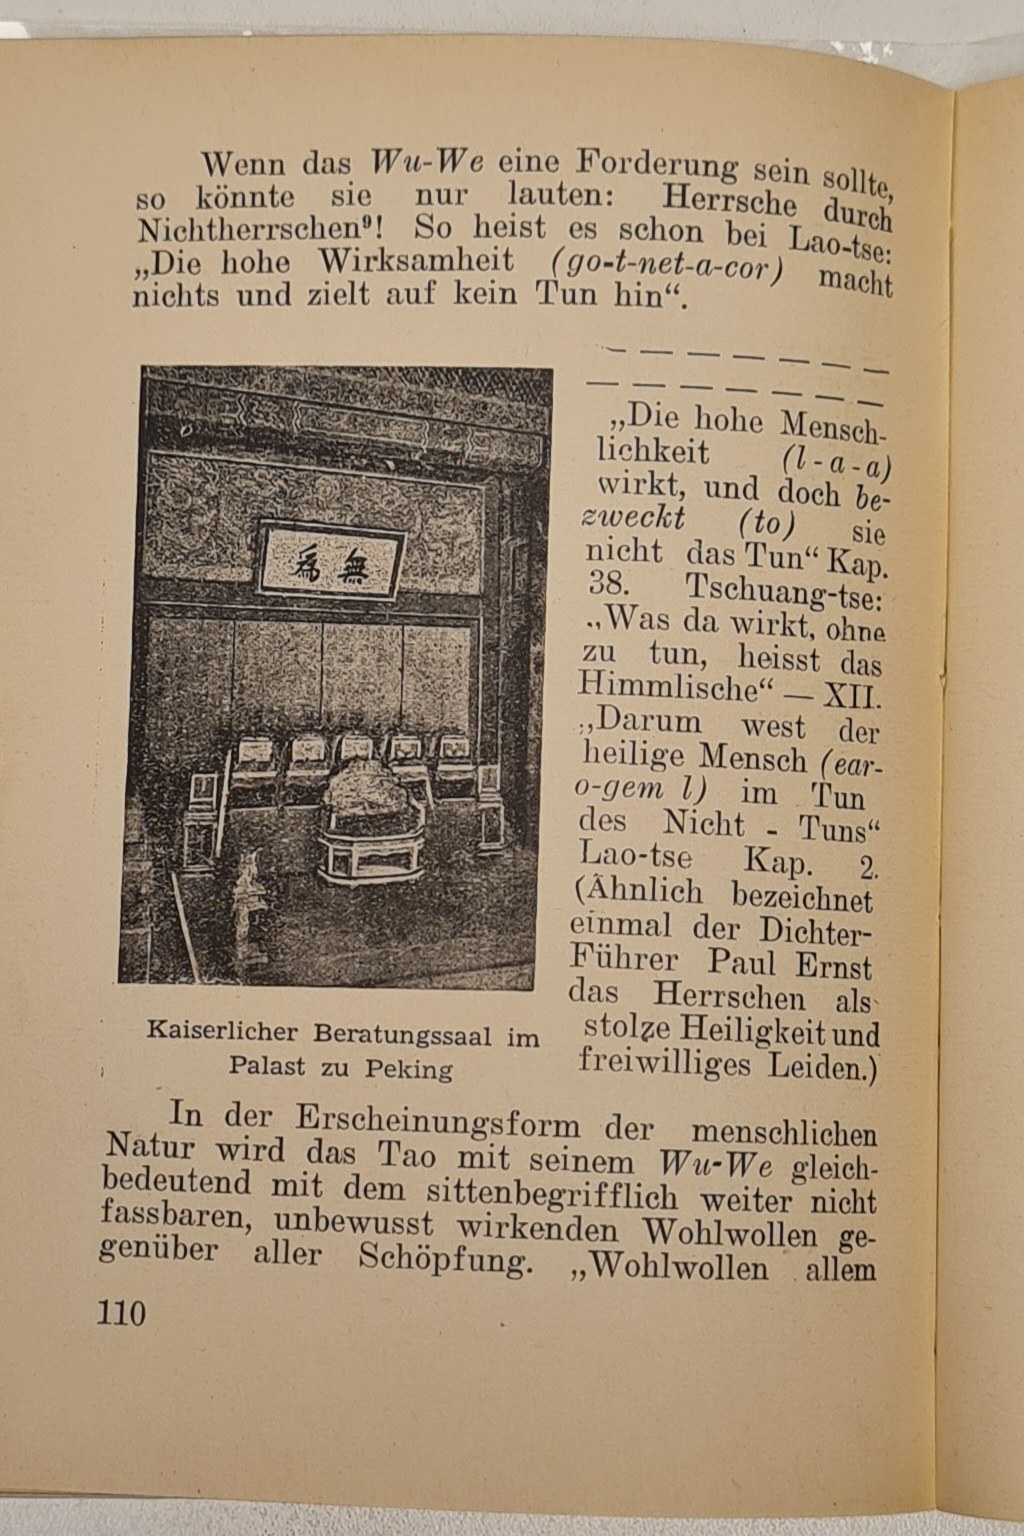 Wenn das Wu-We eine Forderung sein sollte,
so könnte sie nur lauten: Herrsche durch
Nichtherrschen⁹! So heist es schon bei Lao-tse:
„Die hohe Wirksamheit (go-t-net-a-cor) macht
nichts und zielt auf kein Tun hin“.
„Die hohe Mensch-
lichkeit (l-a-a)
wirkt, und doch be-
zweckt (to) sie
nicht das Tun“ Kap.
38. Tschuang-tse:
„Was da wirkt, ohne
zu tun, heisst das
Himmlische“ — XII.
„Darum west der
heilige Mensch (ear-
o-gem l) im Tun
des Nicht - Tuns“
Lao-tse Kap. 2.
(Ähnlich bezeichnet
einmal der Dichter-
Führer Paul Ernst
das Herrschen als
stolze Heiligkeit und
freiwilliges Leiden.)
為無
Kaiserlicher Beratungssaal im
Palast zu Peking
In der Erscheinungsform der menschlichen
Natur wird das Tao mit seinem Wu-We gleich-
bedeutend mit dem sittenbegrifflich weiter nicht
fassbaren, unbewusst wirkenden Wohlwollen ge-
genüber aller Schöpfung. „Wohlwollen allem
110